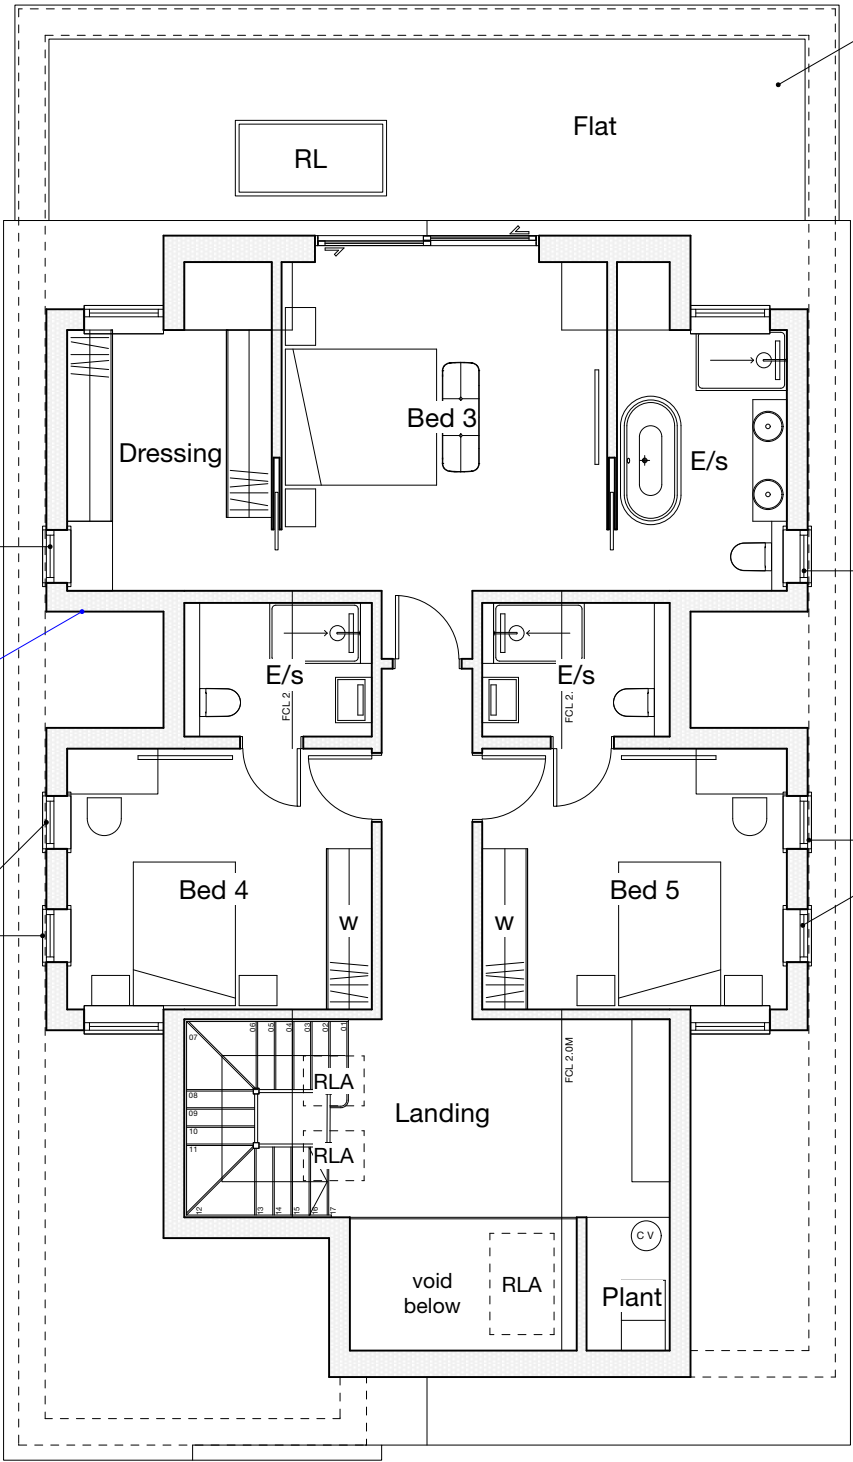 Flat
RL
Bed 3
Dressing
E/s
E/s
E/s
FCL 2
FCL 2.
Bed 4
Bed 5
W
W
07
06
05
04
03
02
01
RLA
FCL 2.0M
08
09
10
11
Landing
RLA
12
13
14
15
16
17
CV
void
below
RLA
Plant